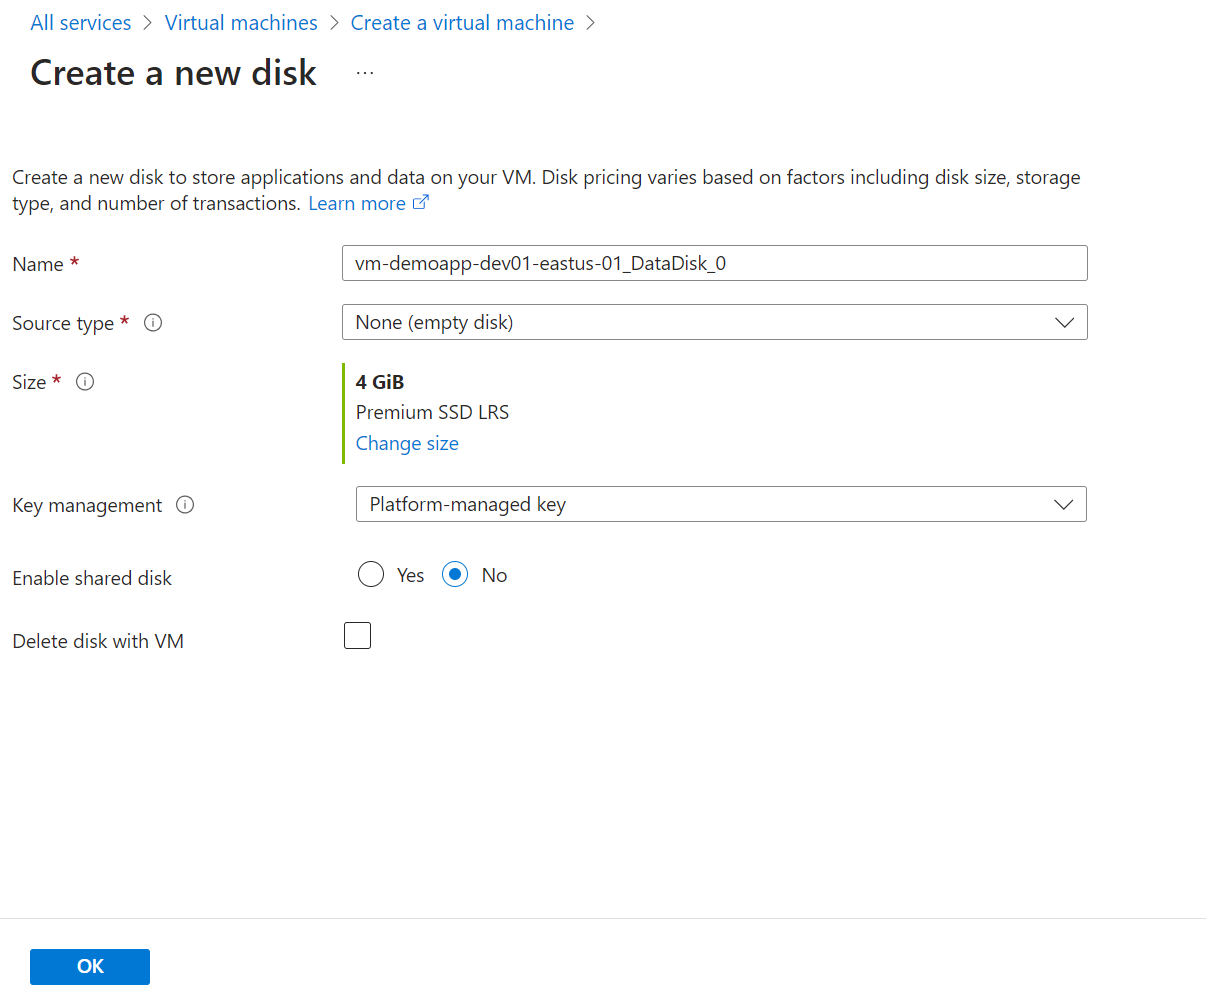 All services > Virtual machines > Create a virtual machine >
Create a new disk ...
Create a new disk to store applications and data on your VM. Disk pricing varies based on factors including disk size, storage
type, and number of transactions. Learn more
Name *
vm-demoapp-dev01-eastus-01_DataDisk_0
Source type *
None (empty disk)
Size *
4 GiB
Premium SSD LRS
Change size
Key management
Platform-managed key
Enable shared disk
Yes No
Delete disk with VM
OK